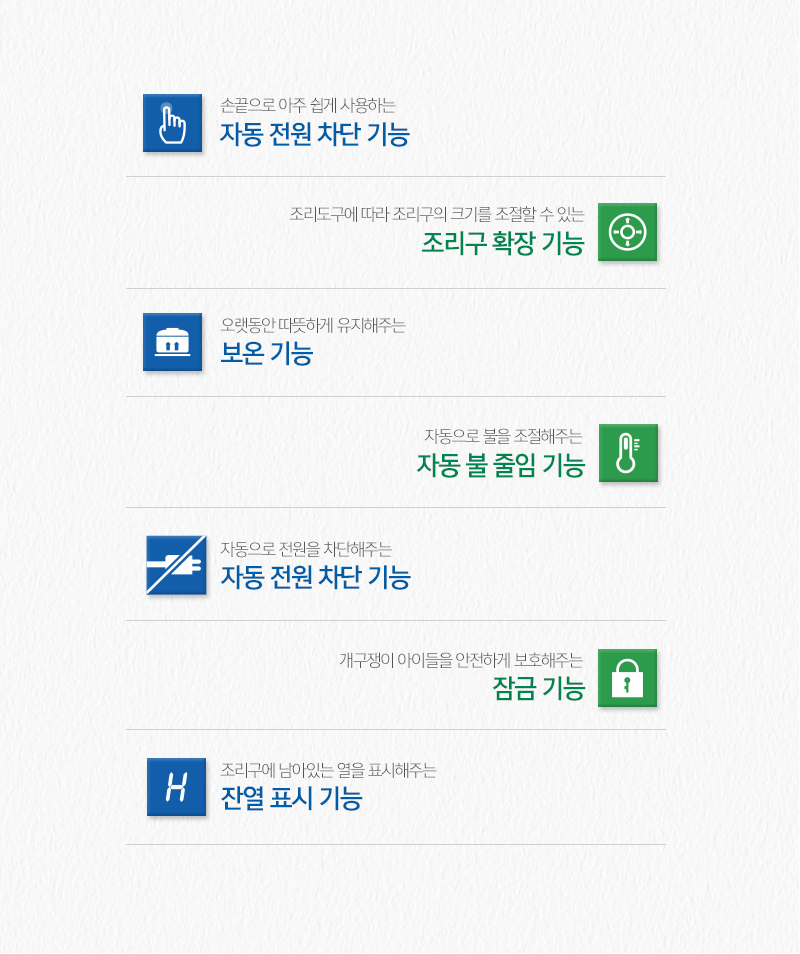 손끝으로 아주 쉽게 사용하는
자동 전원 차단 기능
조리도구에 따라 조리구의 크기를 조절할 수 있는
조리구 확장 기능
오랫동안 따뜻하게 유지해주는
보온 기능
자동으로 불을 조절해주는
자동 불 줄임 기능
자동으로 전원을 차단해주는
자동 전원 차단 기능
개구쟁이 아이들을 안전하게 보호해주는
잠금 기능
H
조리구에 남아있는 열을 표시해주는
잔열 표시 기능